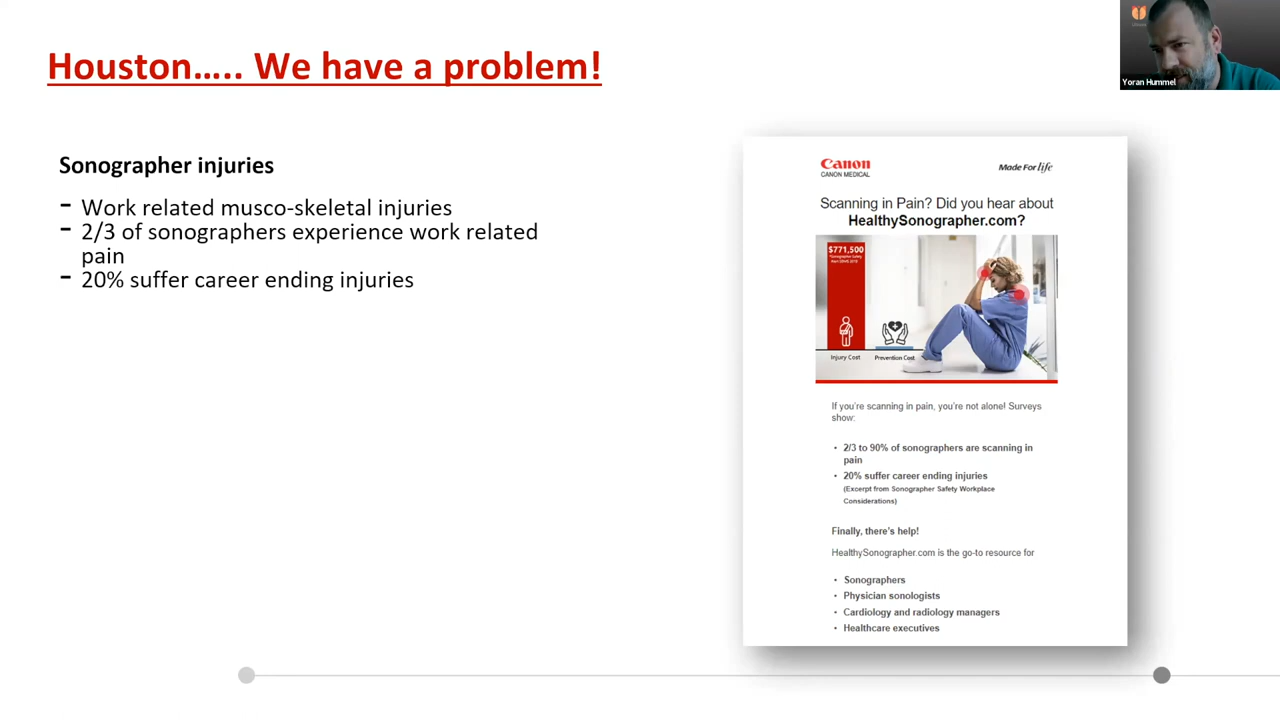 Houston….. We have a problem!
Yoran Hummel
Sonographer injuries
- Work related musco-skeletal injuries
- 2/3 of sonographers experience work related
pain
- 20% suffer career ending injuries
Canon
CANON MEDICAL
Made For life
Scanning in Pain? Did you hear about
HealthySonographer.com?
$771,500
Injury Cost
Prevention Cost
If you're scanning in pain, you're not alone! Surveys
show:
• 2/3 to 90% of sonographers are scanning in
pain
• 20% suffer career ending injuries
(Excerpt from Sonographer Safety Workplace
Considerations)
Finally, there's help!
HealthySonographer.com is the go-to resource for
• Sonographers
• Physician sonologists
• Cardiology and radiology managers
• Healthcare executives